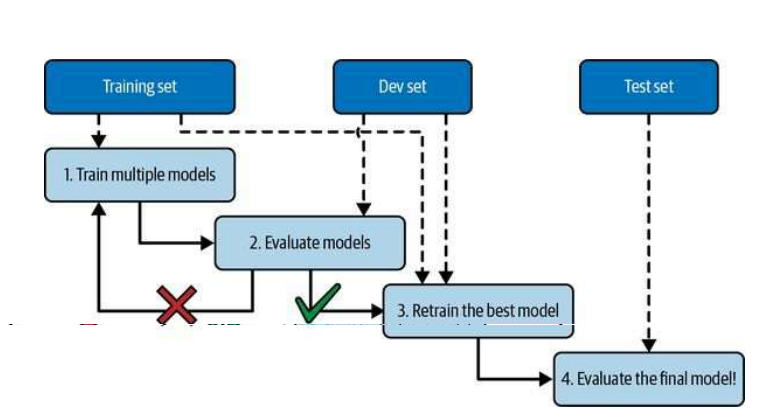 Training set
Dev set
Test set
1. Train multiple models
2. Evaluate models
3. Retrain the best model
4. Evaluate the final model!